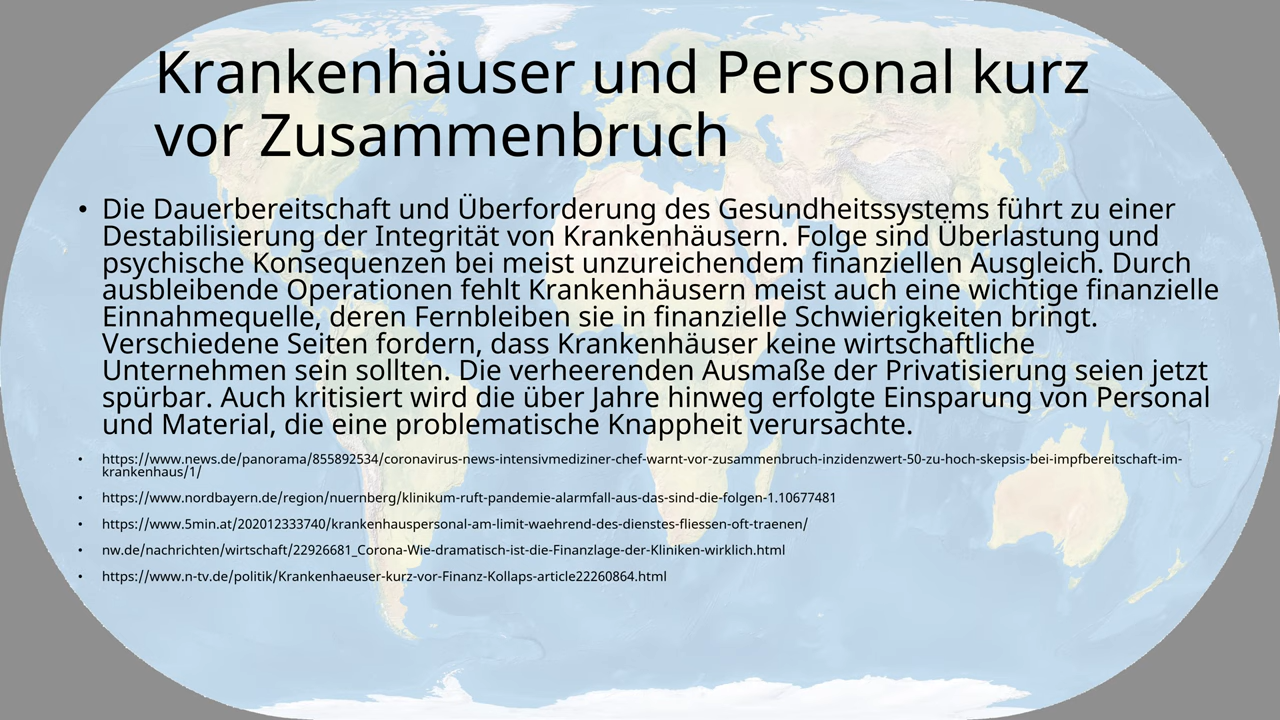 Krankenhäuser und Personal kurz
vor Zusammenbruch
• Die Dauerbereitschaft und Überforderung des Gesundheitssystems führt zu einer
Destabilisierung der Integrität von Krankenhäusern. Folge sind Überlastung und
psychische Konsequenzen bei meist unzureichendem finanziellen Ausgleich. Durch
ausbleibende Operationen fehlt Krankenhäusern meist auch eine wichtige finanzielle
Einnahmequelle, deren Fernbleiben sie in finanzielle Schwierigkeiten bringt.
Verschiedene Seiten fordern, dass Krankenhäuser keine wirtschaftliche
Unternehmen sein sollten. Die verheerenden Ausmaße der Privatisierung seien jetzt
spürbar. Auch kritisiert wird die über Jahre hinweg erfolgte Einsparung von Personal
und Material, die eine problematische Knappheit verursachte.
• https://www.news.de/panorama/855892534/coronavirus-news-intensivmediziner-chef-warnt-vor-zusammenbruch-inzidenzwert-50-zu-hoch-skepsis-bei-impfbereitschaft-im-
krankenhaus/1/
• https://www.nordbayern.de/region/nuernberg/klinikum-ruft-pandemie-alarmfall-aus-das-sind-die-folgen-1.10677481
• https://www.5min.at/202012333740/krankenhauspersonal-am-limit-waehrend-des-dienstes-fliessen-oft-traenen/
• nw.de/nachrichten/wirtschaft/22926681_Corona-Wie-dramatisch-ist-die-Finanzlage-der-Kliniken-wirklich.html
• https://www.n-tv.de/politik/Krankenhaeuser-kurz-vor-Finanz-Kollaps-article22260864.html